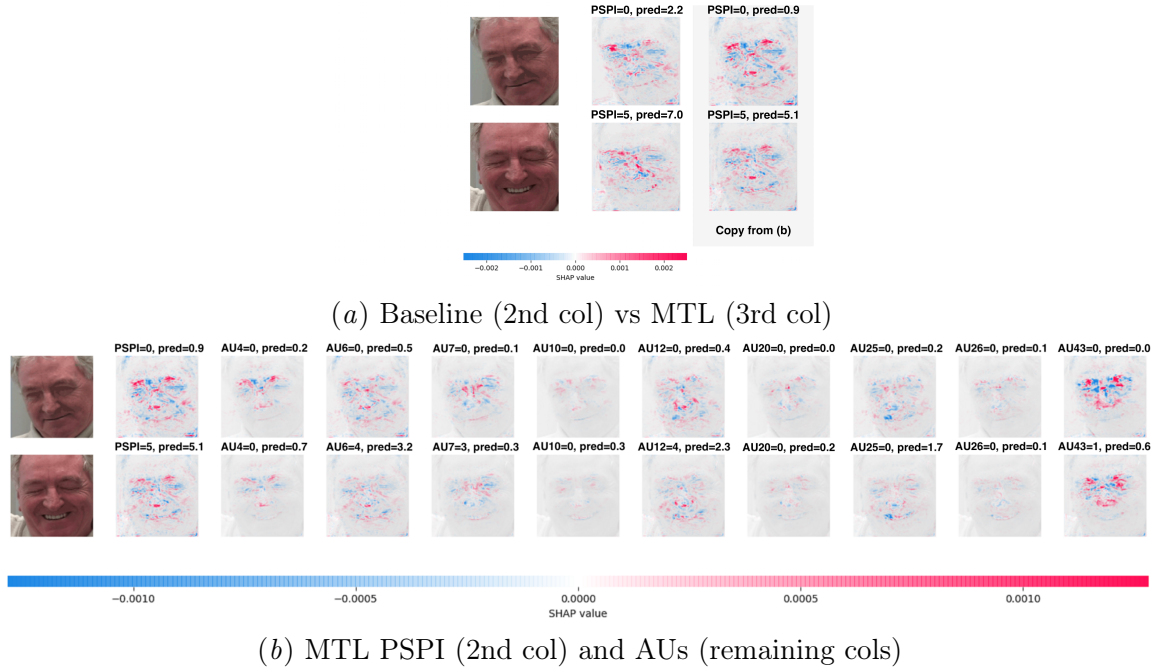 PSPI=0, pred=2.2 PSPI=0, pred=0.9
PSPI=5, pred=7.0 PSPI=5, pred=5.1
Copy from (b)
−0.002 −0.001 0.000 0.001 0.002
SHAP value
(a) Baseline (2nd col) vs MTL (3rd col)
PSPI=0, pred=0.9 AU4=0, pred=0.2 AU6=0, pred=0.5 AU7=0, pred=0.1 AU10=0, pred=0.0 AU12=0, pred=0.4 AU20=0, pred=0.0 AU25=0, pred=0.2 AU26=0, pred=0.1 AU43=0, pred=0.0
PSPI=5, pred=5.1 AU4=0, pred=0.7 AU6=4, pred=3.2 AU7=3, pred=0.3 AU10=0, pred=0.3 AU12=4, pred=2.3 AU20=0, pred=0.2 AU25=0, pred=1.7 AU26=0, pred=0.1 AU43=1, pred=0.6
−0.0010 −0.0005 0.0000 0.0005 0.0010
SHAP value
(b) MTL PSPI (2nd col) and AUs (remaining cols)